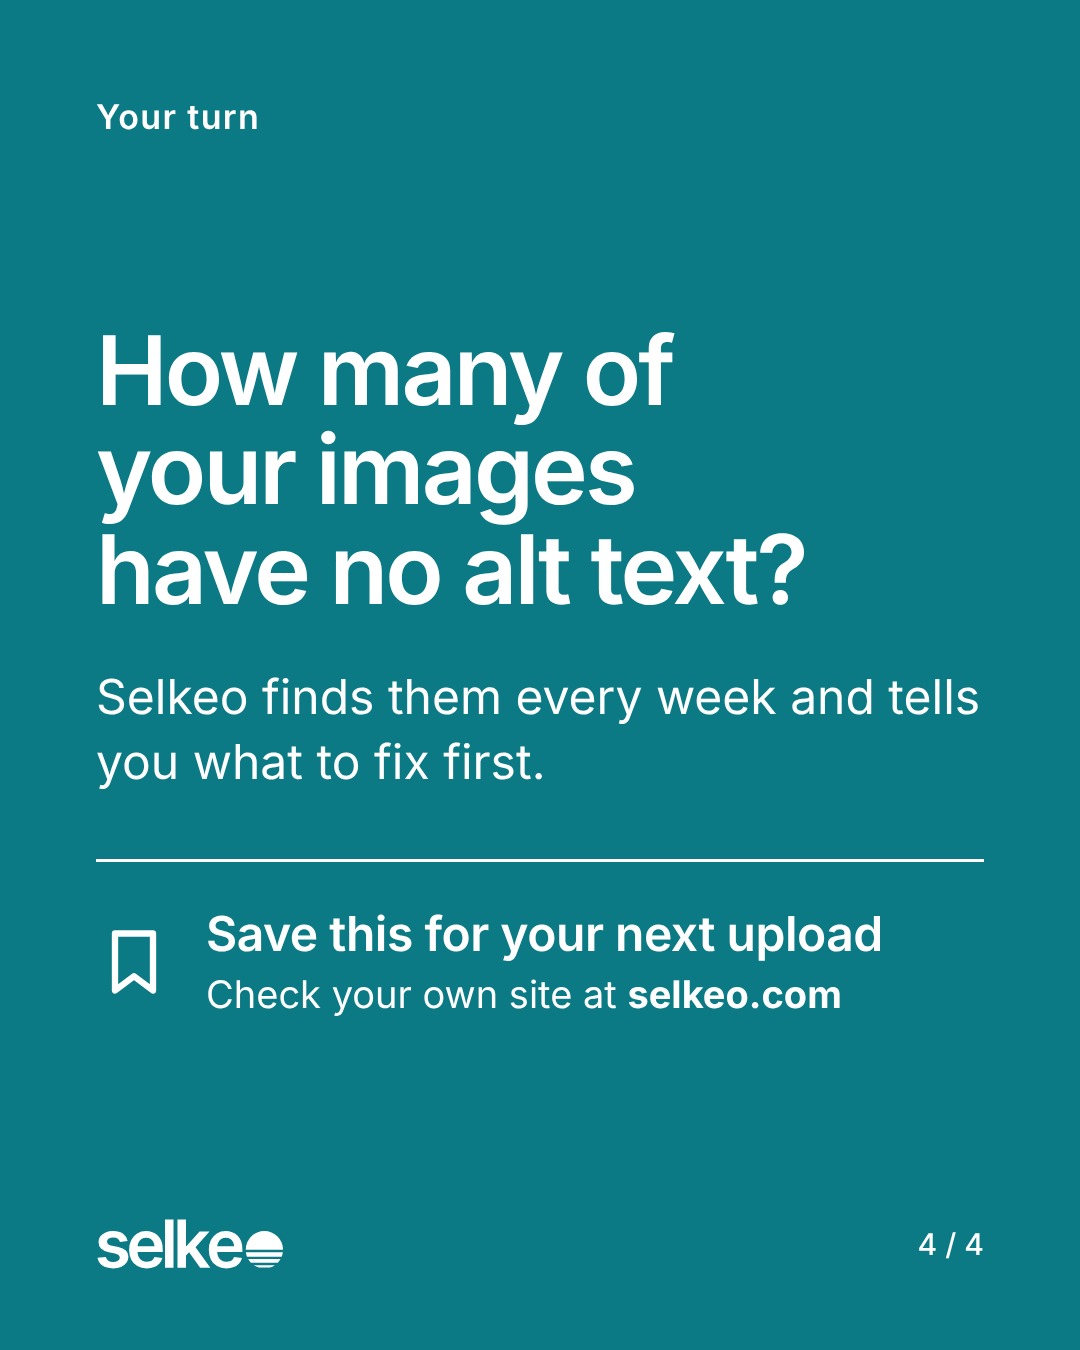 Your turn
How many of
your images
have no alt text?
Selkeo finds them every week and tells
you what to fix first.
Save this for your next upload
Check your own site at selkeo.com
selkeo
4 / 4